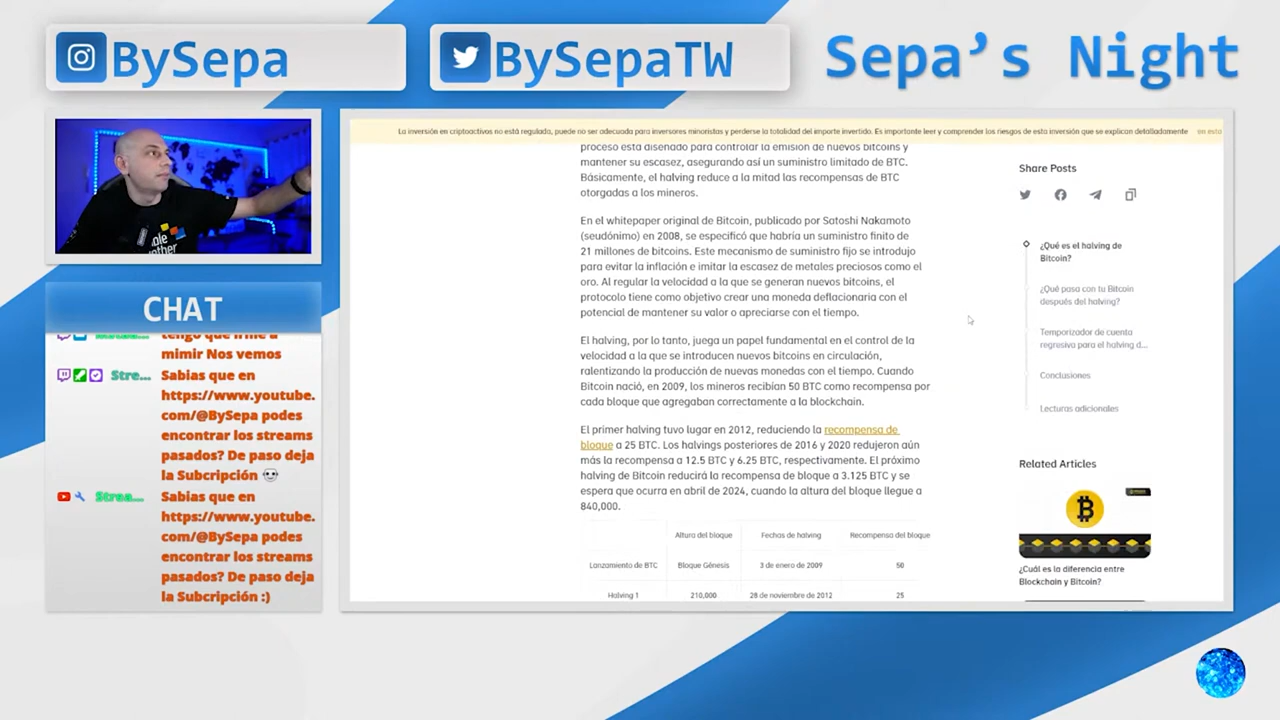 BySepa
BySepaTW
Sepa's Night
La inversión en criptoactivos no está regulada, puede no ser adecuada para inversores minoristas y perderse la totalidad del importe invertido. Es importante leer y comprender los riesgos de esta inversión que se explican detalladamente en esta
proceso está diseñado para controlar la emisión de nuevos bitcoins y
mantener su escasez, asegurando así un suministro limitado de BTC.
Básicamente, el halving reduce a la mitad las recompensas de BTC
otorgadas a los mineros.
En el whitepaper original de Bitcoin, publicado por Satoshi Nakamoto
(seudónimo) en 2008, se especificó que habría un suministro finito de
21 millones de bitcoins. Este mecanismo de suministro fijo se introdujo
para evitar la inflación e imitar la escasez de metales preciosos como el
oro. Al regular la velocidad a la que se generan nuevos bitcoins, el
protocolo tiene como objetivo crear una moneda deflacionaria con el
potencial de mantener su valor o apreciarse con el tiempo.
El halving, por lo tanto, juega un papel fundamental en el control de la
velocidad a la que se introducen nuevos bitcoins en circulación,
ralentizando la producción de nuevas monedas con el tiempo. Cuando
Bitcoin nació, en 2009, los mineros recibían 50 BTC como recompensa por
cada bloque que agregaban correctamente a la blockchain.
El primer halving tuvo lugar en 2012, reduciendo la recompensa de
bloque a 25 BTC. Los halvings posteriores de 2016 y 2020 redujeron aún
más la recompensa a 12.5 BTC y 6.25 BTC, respectivamente. El próximo
halving de Bitcoin reducirá la recompensa de bloque a 3.125 BTC y se
espera que ocurra en abril de 2024, cuando la altura del bloque llegue a
840,000.
Altura del bloque Fechas de halving Recompensa del bloque
Lanzamiento de BTC Bloque Génesis 3 de enero de 2009 50
Halving 1 210,000 28 de noviembre de 2012 25
Share Posts
¿Qué es el halving de
Bitcoin?
¿Qué pasa con tu Bitcoin
después del halving?
Temporizador de cuenta
regresiva para el halving d...
Conclusiones
Lecturas adicionales
Related Articles
¿Cuál es la diferencia entre
Blockchain y Bitcoin?
CHAT
tengo que irme a
mimir Nos vemos
Stre... Sabias que en
https://www.youtube.
com/@BySepa podes
encontrar los streams
pasados? De paso deja
la Subcripción
Strea... Sabias que en
https://www.youtube.
com/@BySepa podes
encontrar los streams
pasados? De paso deja
la Subcripción :)